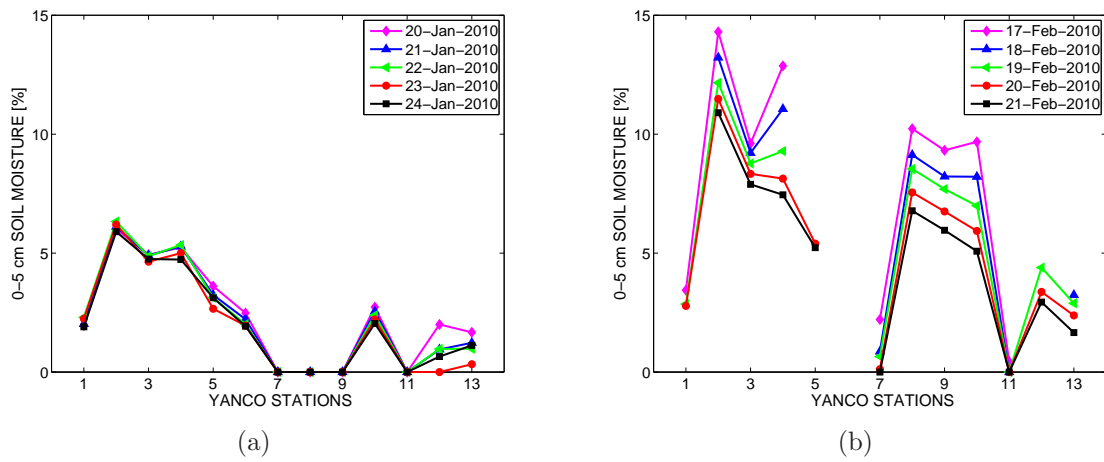 15
10
5
0
0−5 cm SOIL MOISTURE [%]
1 3 5 7 9 11 13
YANCO STATIONS
20−Jan−2010
21−Jan−2010
22−Jan−2010
23−Jan−2010
24−Jan−2010
(a)
15
10
5
0
0−5 cm SOIL MOISTURE [%]
1 3 5 7 9 11 13
YANCO STATIONS
17−Feb−2010
18−Feb−2010
19−Feb−2010
20−Feb−2010
21−Feb−2010
(b)